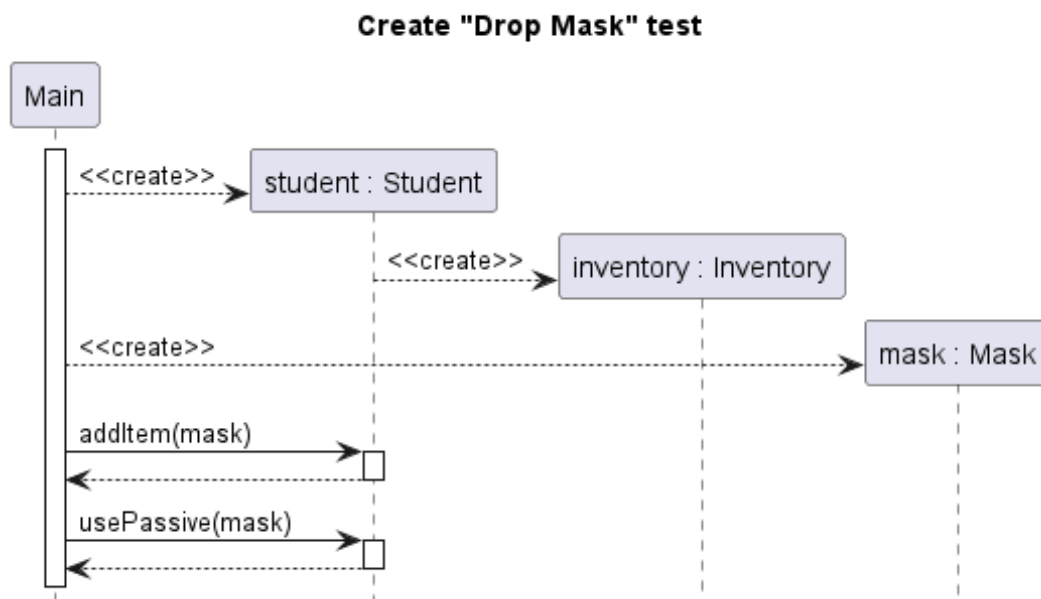 Create "Drop Mask" test
Main
<<create>>
student : Student
<<create>>
inventory : Inventory
<<create>>
mask : Mask
addItem(mask)
usePassive(mask)